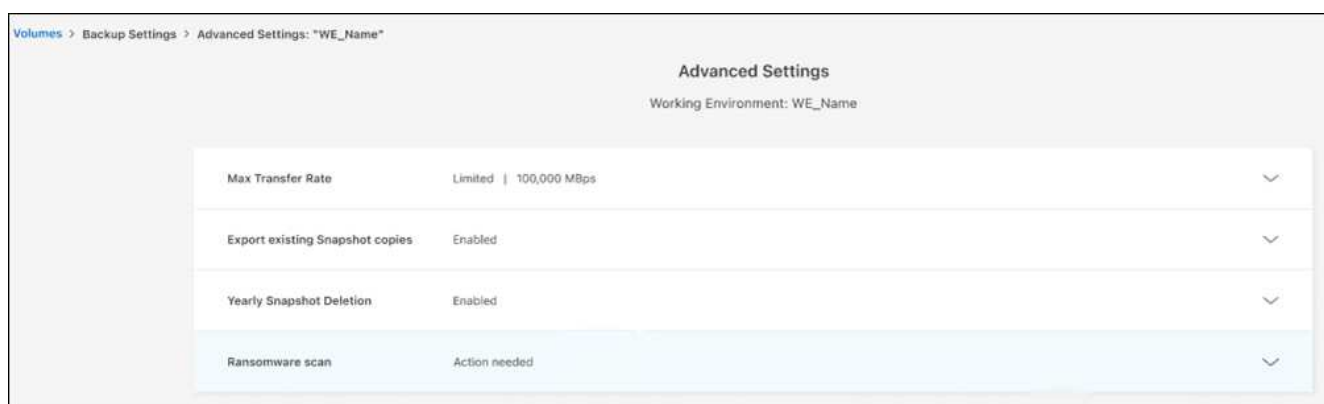 Volumes > Backup Settings > Advanced Settings: "WE_Name"
Advanced Settings
Working Environment: WE_Name
Max Transfer Rate Limited | 100,000 MBps
Export existing Snapshot copies Enabled
Yearly Snapshot Deletion Enabled
Ransomware scan Action needed